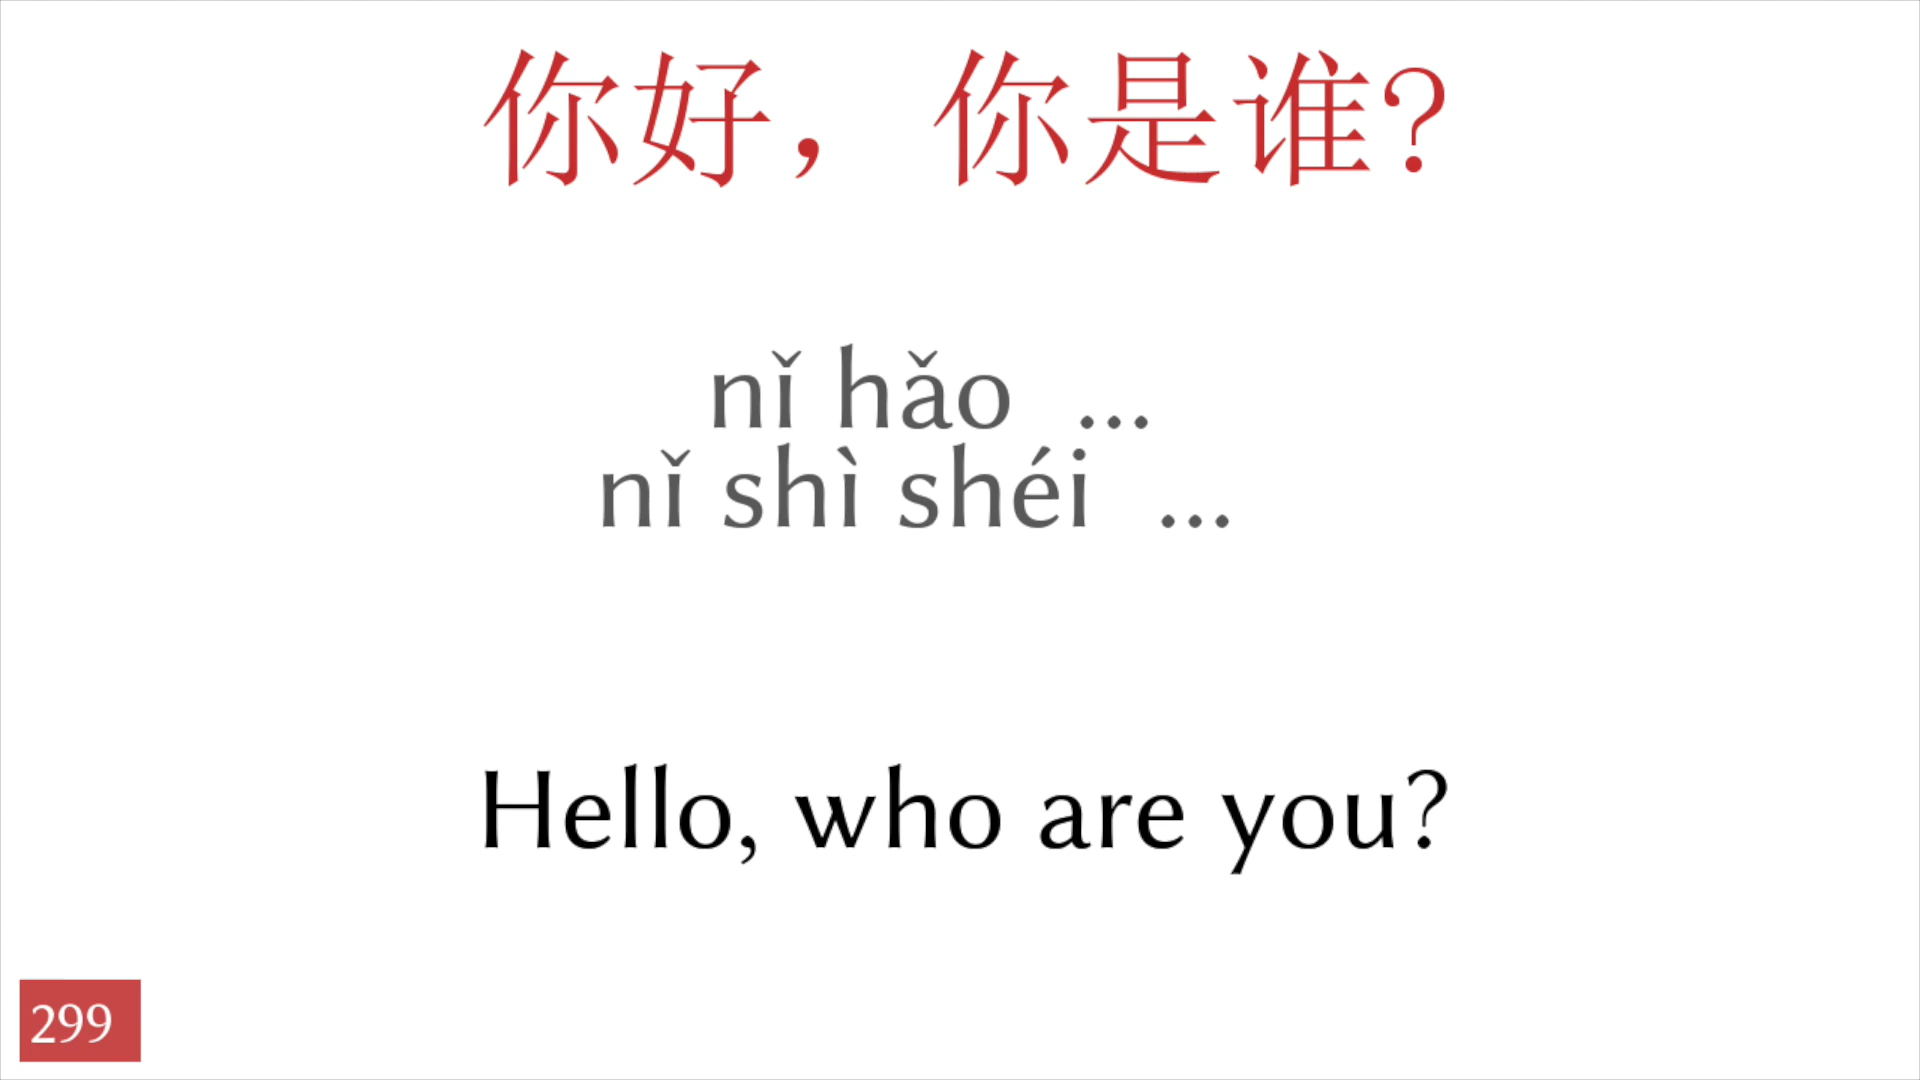 你好，你是谁？
nǐ hǎo ...
nǐ shì shéi ...
Hello, who are you?
299